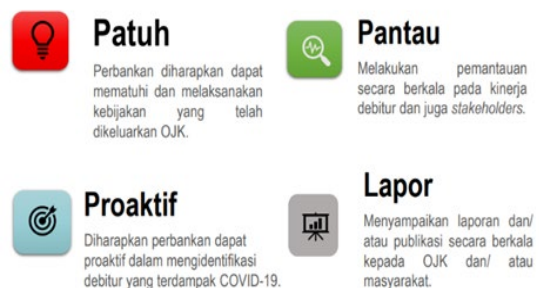 Patuh
Perbankan diharapkan dapat
mematuhi dan melaksanakan
kebijakan yang telah
dikeluarkan OJK.
Pantau
Melakukan pemantauan
secara berkala pada kinerja
debitur dan juga stakeholders.
Proaktif
Diharapkan perbankan dapat
proaktif dalam mengidentifikasi
debitur yang terdampak COVID-19.
Lapor
Menyampaikan laporan dan/
atau publikasi secara berkala
kepada OJK dan/ atau
masyarakat.